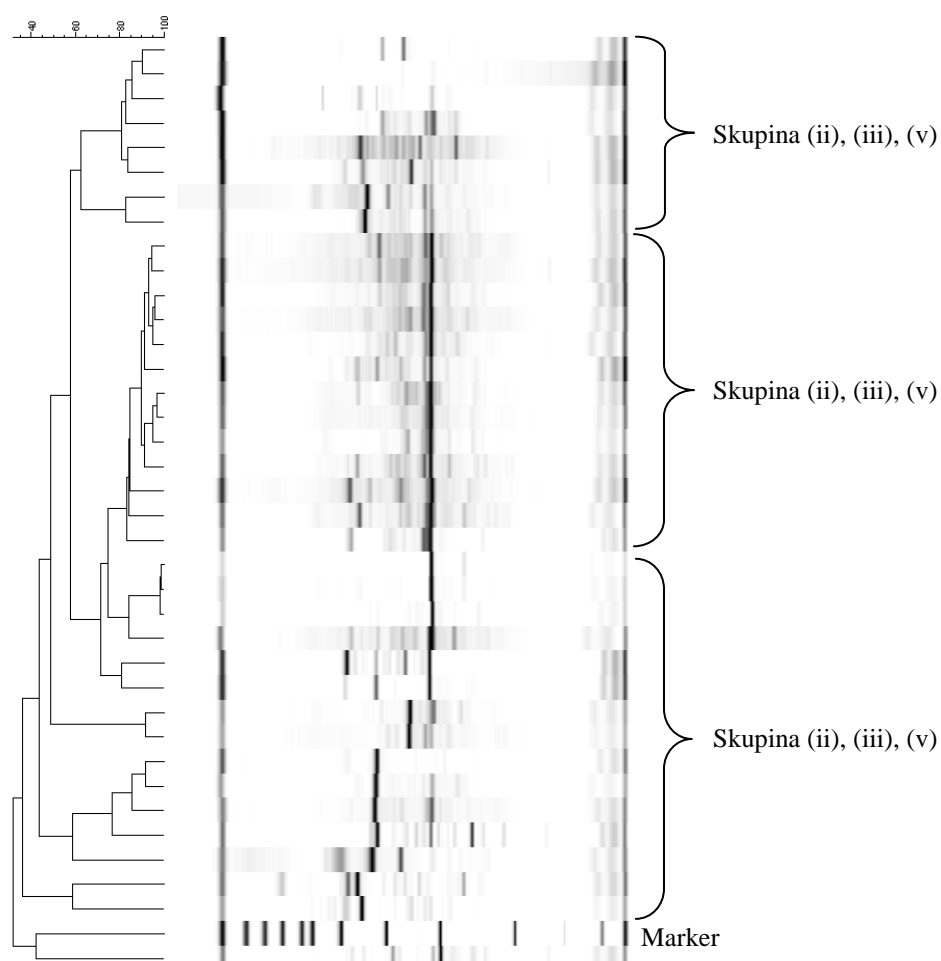 40
60
80
100
Skupina (ii), (iii), (v)
Skupina (ii), (iii), (v)
Skupina (ii), (iii), (v)
Marker